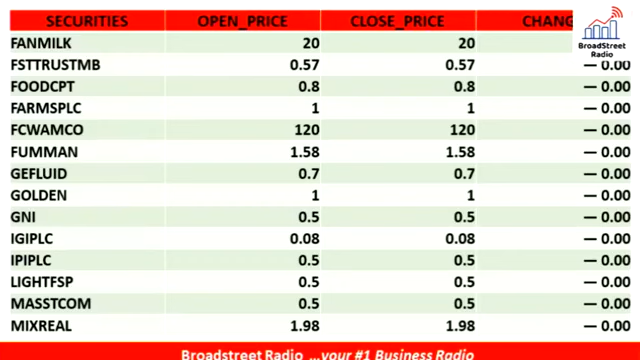 SECURITIES OPEN_PRICE CLOSE_PRICE CHANG
BroadStreet
Radio
FANMILK 20 20
FSTTRUSTMB 0.57 0.57 — 0.00
FOODCPT 0.8 0.8 — 0.00
FARMSPLC 1 1 — 0.00
FCWAMCO 120 120 — 0.00
FUMMAN 1.58 1.58 — 0.00
GEFLUID 0.7 0.7 — 0.00
GOLDEN 1 1 — 0.00
GNI 0.5 0.5 — 0.00
IGIPLC 0.08 0.08 — 0.00
IPIPLC 0.5 0.5 — 0.00
LIGHTFSP 0.5 0.5 — 0.00
MASSTCOM 0.5 0.5 — 0.00
MIXREAL 1.98 1.98 — 0.00
Broadstreet Radio ...your #1 Business Radio